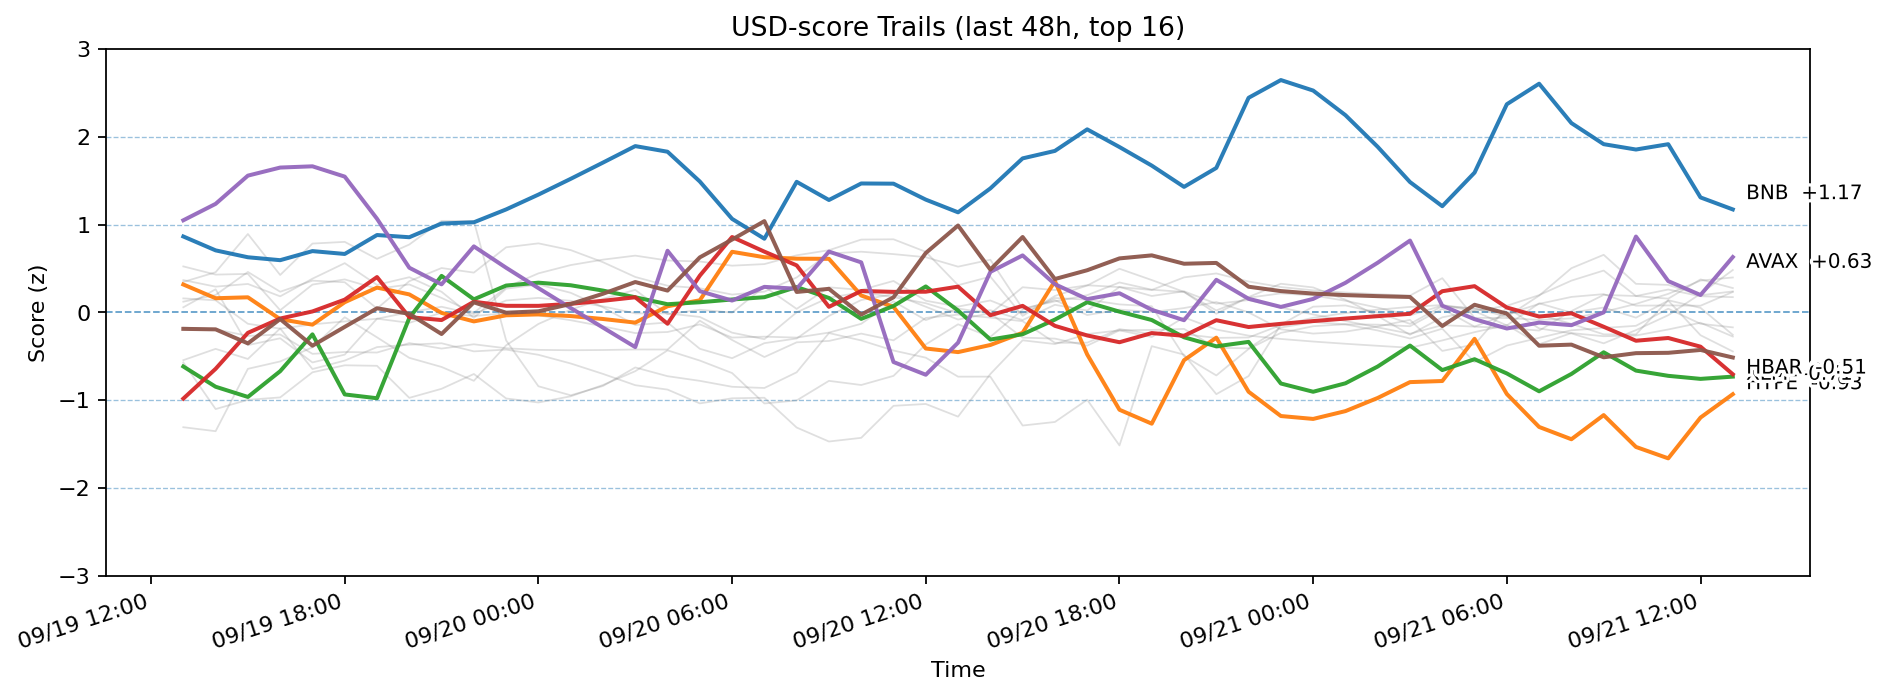 USD-score Trails (last 48h, top 16)
Score (z)
3
2
1
0
−1
−2
−3
BNB +1.17
AVAX +0.63
HBAR -0.51
HYPE -0.93
09/19 12:00
09/19 18:00
09/20 00:00
09/20 06:00
09/20 12:00
09/20 18:00
09/21 00:00
09/21 06:00
09/21 12:00
Time